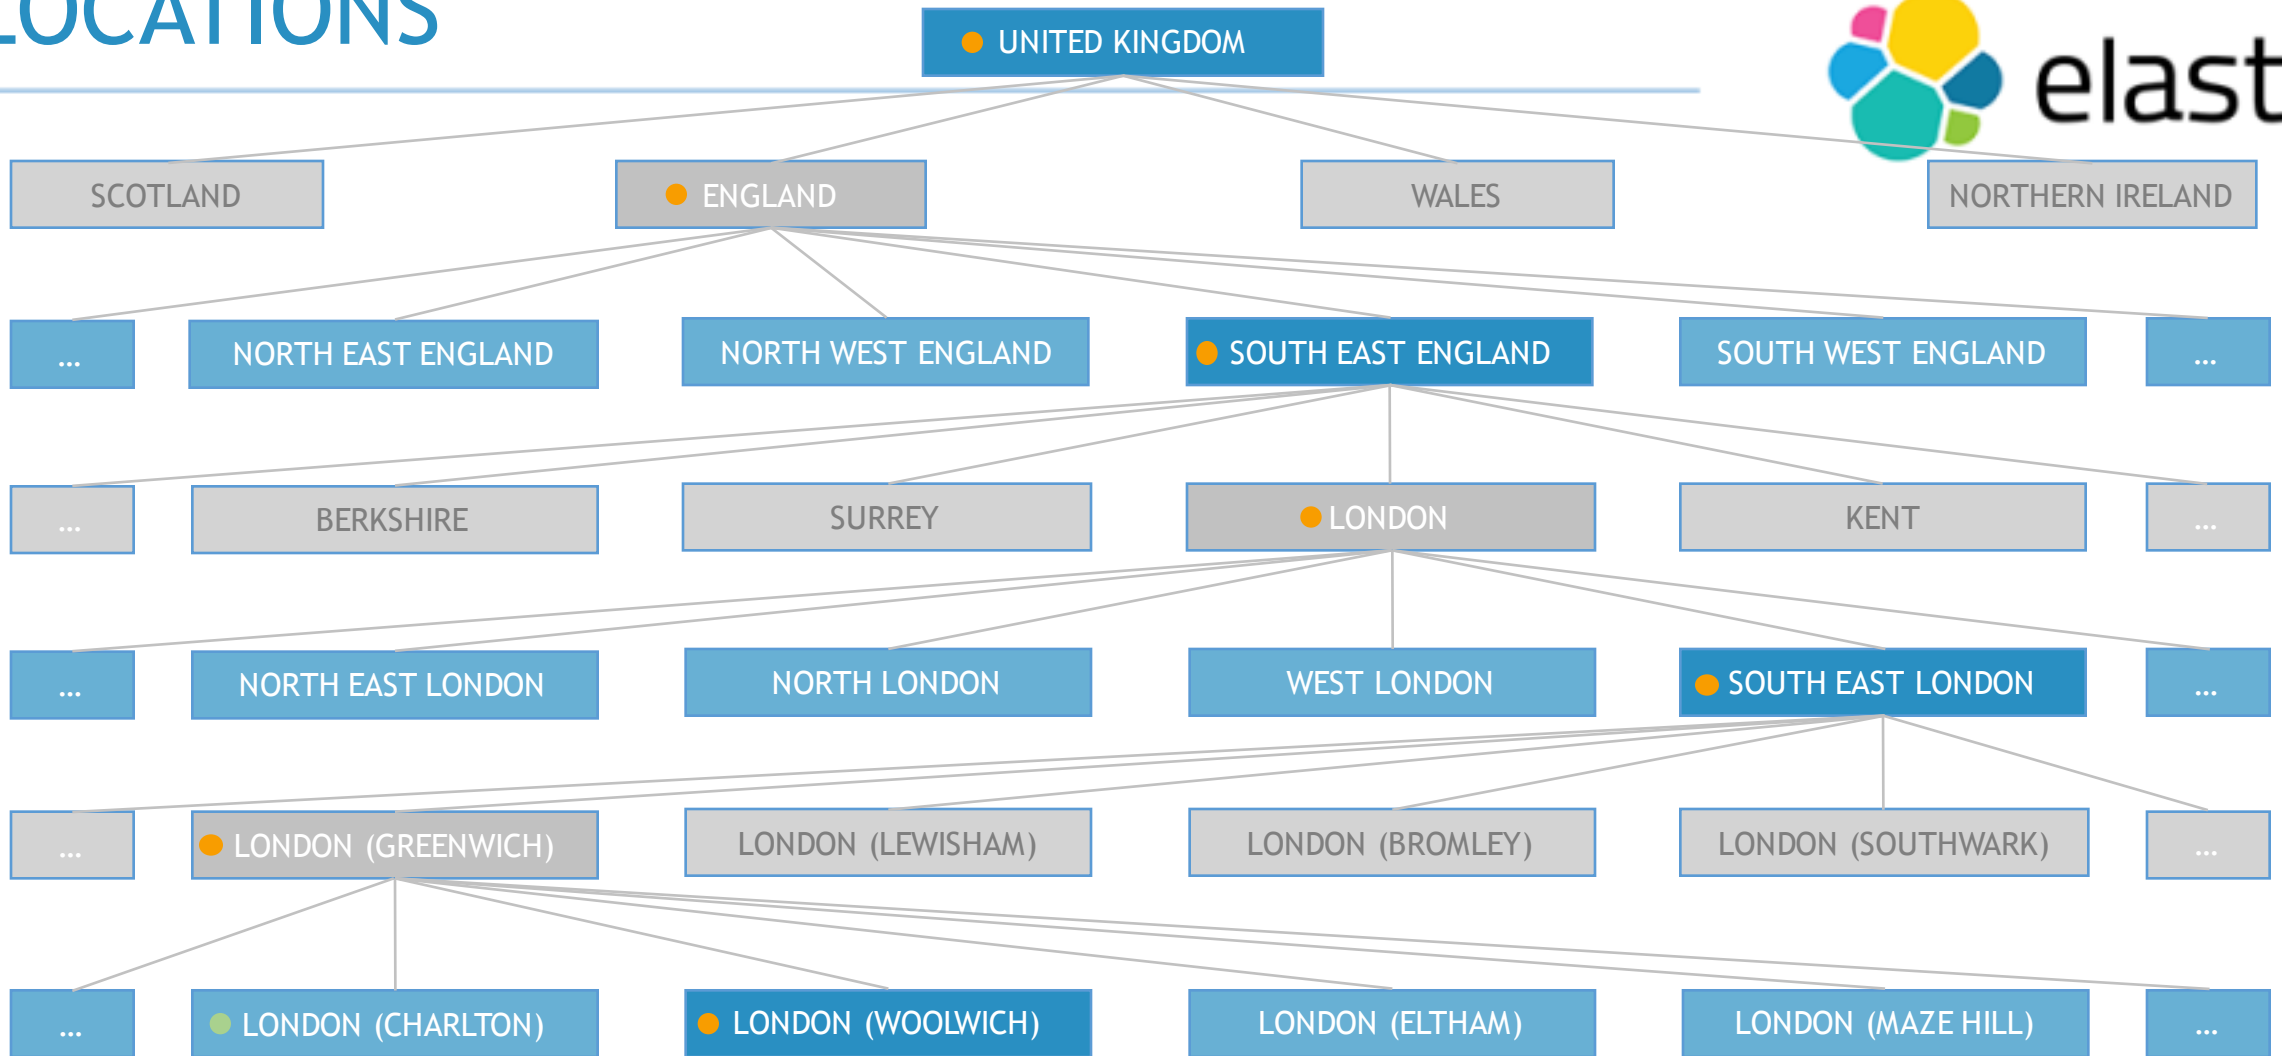 LOCATIONS
UNITED KINGDOM
elast
SCOTLAND
ENGLAND
WALES
NORTHERN IRELAND
...
NORTH EAST ENGLAND
NORTH WEST ENGLAND
SOUTH EAST ENGLAND
SOUTH WEST ENGLAND
...
...
BERKSHIRE
SURREY
LONDON
KENT
...
...
NORTH EAST LONDON
NORTH LONDON
WEST LONDON
SOUTH EAST LONDON
...
...
LONDON (GREENWICH)
LONDON (LEWISHAM)
LONDON (BROMLEY)
LONDON (SOUTHWARK)
...
...
LONDON (CHARLTON)
LONDON (WOOLWICH)
LONDON (ELTHAM)
LONDON (MAZE HILL)
...